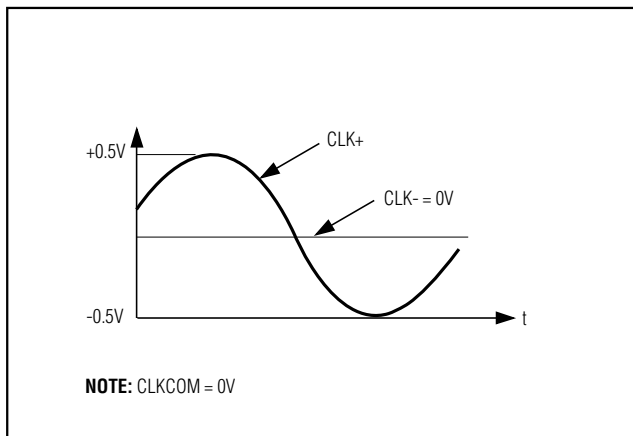 +0.5V
CLK+
CLK- = 0V
-0.5V
t
NOTE: CLKCOM = 0V